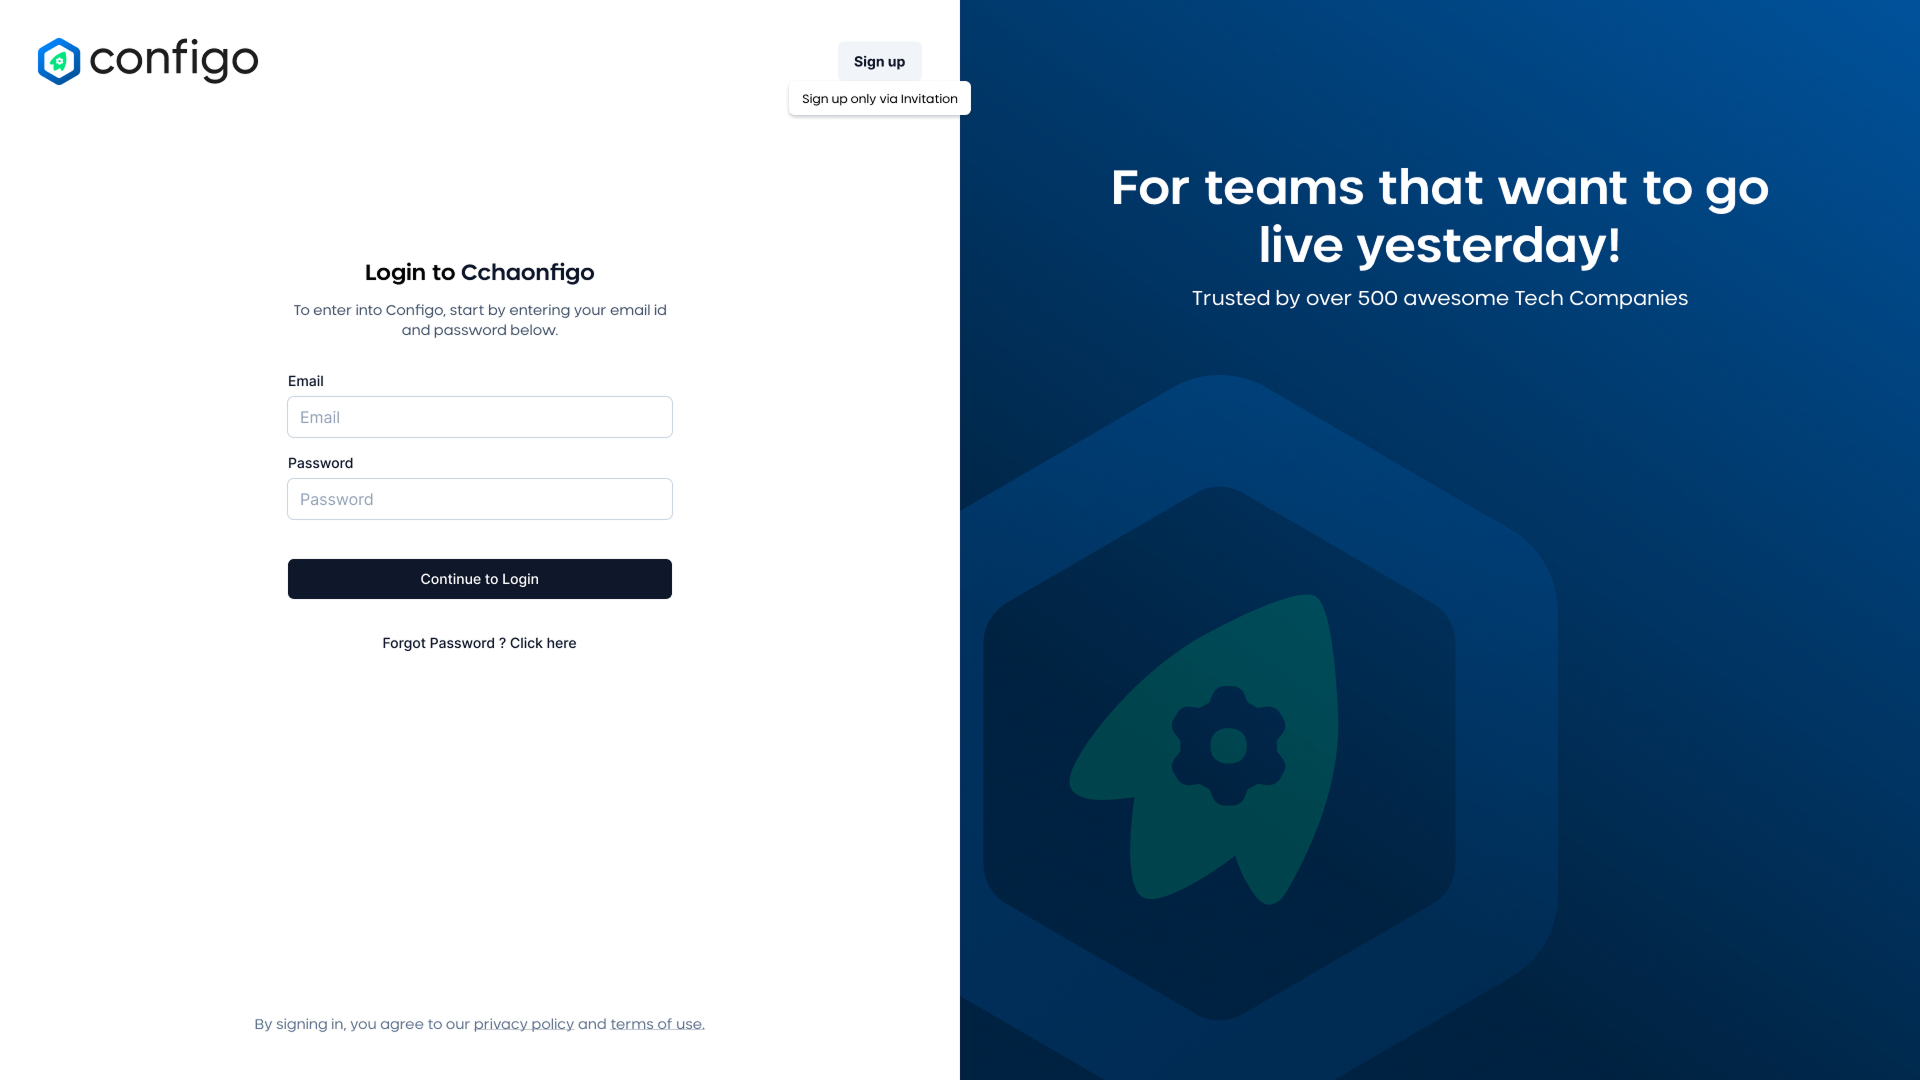 configo
Sign up
Sign up only via Invitation
Login to Cchaonfigo
To enter into Configo, start by entering your email id
and password below.
Email
Email
Password
Password
Continue to Login
Forgot Password ? Click here
By signing in, you agree to our privacy policy and terms of use.
For teams that want to go
live yesterday!
Trusted by over 500 awesome Tech Companies